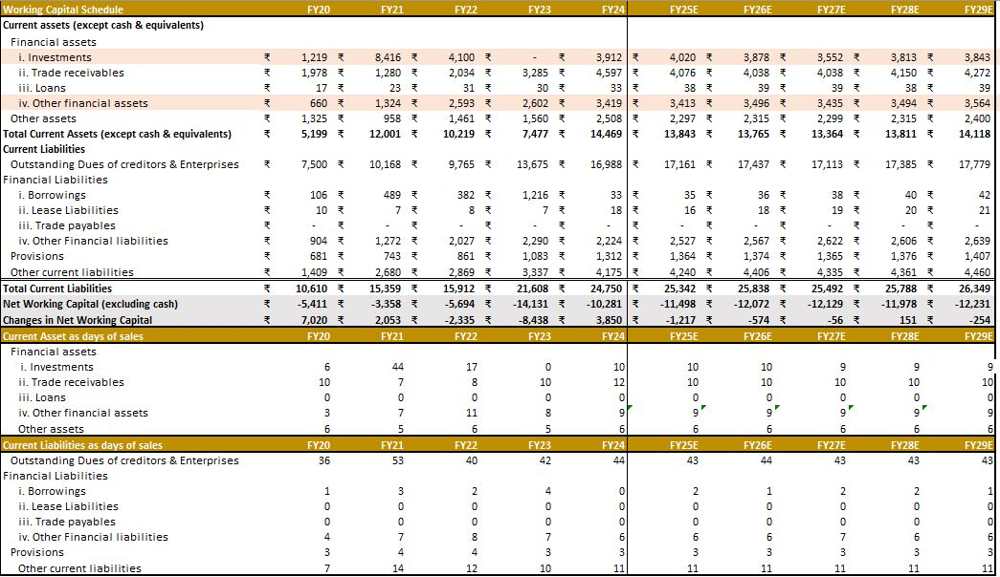 Working Capital Schedule FY20 FY21 FY22 FY23 FY24 FY25E FY26E FY27E FY28E FY29E
Current assets (except cash & equivalents)
Financial assets
i. Investments ₹ 1,219 ₹ 8,416 ₹ 4,100 ₹ - ₹ 3,912 ₹ 4,020 ₹ 3,878 ₹ 3,552 ₹ 3,813 ₹ 3,843
ii. Trade receivables ₹ 1,978 ₹ 1,280 ₹ 2,034 ₹ 3,285 ₹ 4,597 ₹ 4,076 ₹ 4,038 ₹ 4,038 ₹ 4,150 ₹ 4,272
iii. Loans ₹ 17 ₹ 23 ₹ 31 ₹ 30 ₹ 33 ₹ 38 ₹ 39 ₹ 39 ₹ 38 ₹ 39
iv. Other financial assets ₹ 660 ₹ 1,324 ₹ 2,593 ₹ 2,602 ₹ 3,419 ₹ 3,413 ₹ 3,496 ₹ 3,435 ₹ 3,494 ₹ 3,564
Other assets ₹ 1,325 ₹ 958 ₹ 1,461 ₹ 1,560 ₹ 2,508 ₹ 2,297 ₹ 2,315 ₹ 2,299 ₹ 2,315 ₹ 2,400
Total Current Assets (except cash & equivalents) ₹ 5,199 ₹ 12,001 ₹ 10,219 ₹ 7,477 ₹ 14,469 ₹ 13,843 ₹ 13,765 ₹ 13,364 ₹ 13,811 ₹ 14,118
Current Liabilities
Outstanding Dues of creditors & Enterprises ₹ 7,500 ₹ 10,168 ₹ 9,765 ₹ 13,675 ₹ 16,988 ₹ 17,161 ₹ 17,437 ₹ 17,113 ₹ 17,385 ₹ 17,779
Financial Liabilities
i. Borrowings ₹ 106 ₹ 489 ₹ 382 ₹ 1,216 ₹ 33 ₹ 35 ₹ 36 ₹ 38 ₹ 40 ₹ 42
ii. Lease Liabilities ₹ 10 ₹ 7 ₹ 8 ₹ 7 ₹ 18 ₹ 16 ₹ 18 ₹ 19 ₹ 20 ₹ 21
iii. Trade payables ₹ - ₹ - ₹ - ₹ - ₹ - ₹ - ₹ - ₹ - ₹ - ₹ -
iv. Other Financial liabilities ₹ 904 ₹ 1,272 ₹ 2,027 ₹ 2,290 ₹ 2,224 ₹ 2,527 ₹ 2,567 ₹ 2,622 ₹ 2,606 ₹ 2,639
Provisions ₹ 681 ₹ 743 ₹ 861 ₹ 1,083 ₹ 1,312 ₹ 1,364 ₹ 1,374 ₹ 1,365 ₹ 1,376 ₹ 1,407
Other current liabilities ₹ 1,409 ₹ 2,680 ₹ 2,869 ₹ 3,337 ₹ 4,175 ₹ 4,240 ₹ 4,406 ₹ 4,335 ₹ 4,361 ₹ 4,460
Total Current Liabilities ₹ 10,610 ₹ 15,359 ₹ 15,912 ₹ 21,608 ₹ 24,750 ₹ 25,342 ₹ 25,838 ₹ 25,492 ₹ 25,788 ₹ 26,349
Net Working Capital (excluding cash) ₹ -5,411 ₹ -3,358 ₹ -5,694 ₹ -14,131 ₹ -10,281 ₹ -11,498 ₹ -12,072 ₹ -12,129 ₹ -11,978 ₹ -12,231
Changes in Net Working Capital ₹ 7,020 ₹ 2,053 ₹ -2,335 ₹ -8,438 ₹ 3,850 ₹ -1,217 ₹ -574 ₹ -56 ₹ 151 ₹ -254
Current Asset as days of sales FY20 FY21 FY22 FY23 FY24 FY25E FY26E FY27E FY28E FY29E
Financial assets
i. Investments 6 44 17 0 10 10 10 9 9 9
ii. Trade receivables 10 7 8 10 12 10 10 10 10 10
iii. Loans 0 0 0 0 0 0 0 0 0 0
iv. Other financial assets 3 7 11 8 9 9 9 9 9 9
Other assets 6 5 6 5 6 6 6 6 6 6
Current Liabilities as days of sales FY20 FY21 FY22 FY23 FY24 FY25E FY26E FY27E FY28E FY29E
Outstanding Dues of creditors & Enterprises 36 53 40 42 44 43 44 43 43 43
Financial Liabilities
i. Borrowings 1 3 2 4 0 2 1 2 2 1
ii. Lease Liabilities 0 0 0 0 0 0 0 0 0 0
iii. Trade payables 0 0 0 0 0 0 0 0 0 0
iv. Other Financial liabilities 4 7 8 7 6 6 6 7 6 6
Provisions 3 4 4 3 3 3 3 3 3 3
Other current liabilities 7 14 12 10 11 11 11 11 11 11